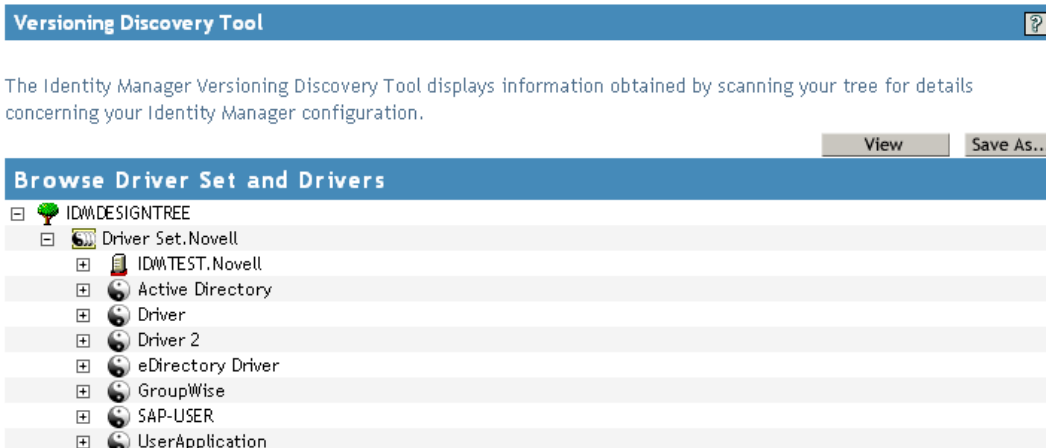 Versioning Discovery Tool
?
The Identity Manager Versioning Discovery Tool displays information obtained by scanning your tree for details
concerning your Identity Manager configuration.
View Save As...
Browse Driver Set and Drivers
IDMDESIGNTREE
Driver Set.Novell
IDMTEST.Novell
Active Directory
Driver
Driver 2
eDirectory Driver
GroupWise
SAP-USER
UserApplication